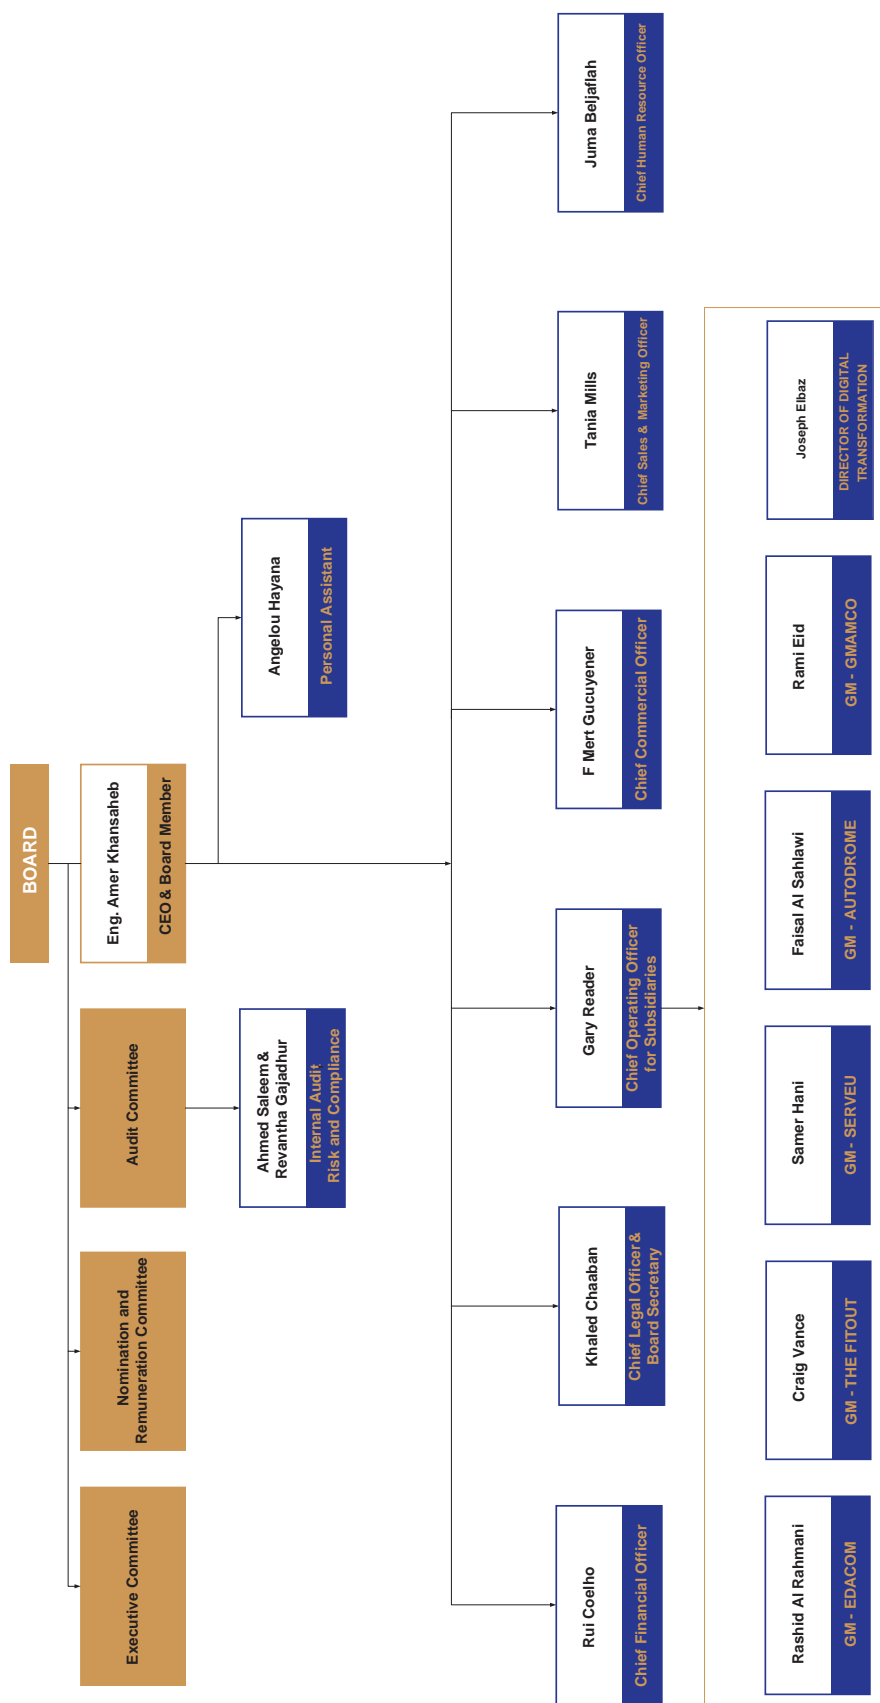 BOARD
Executive Committee
Nomination and
Remuneration Committee
Audit Committee
Eng. Amer Khansaheb
CEO & Board Member
Ahmed Saleem &
Revantha Gajadhur
Internal Audit,
Risk and Compliance
Angelou Hayana
Personal Assistant
Rui Coelho
Chief Financial Officer
Khaled Chaaban
Chief Legal Officer &
Board Secretary
Gary Reader
Chief Operating Officer
for Subsidiaries
F Mert Gucuyener
Chief Commercial Officer
Tania Mills
Chief Sales & Marketing Officer
Juma Beljaflah
Chief Human Resource Officer
Rashid Al Rahmani
GM - EDACOM
Craig Vance
GM - THE FITOUT
Samer Hani
GM - SERVEU
Faisal Al Sahlawi
GM - AUTODROME
Rami Eid
GM - GMAMCO
Joseph Elbaz
DIRECTOR OF DIGITAL
TRANSFORMATION